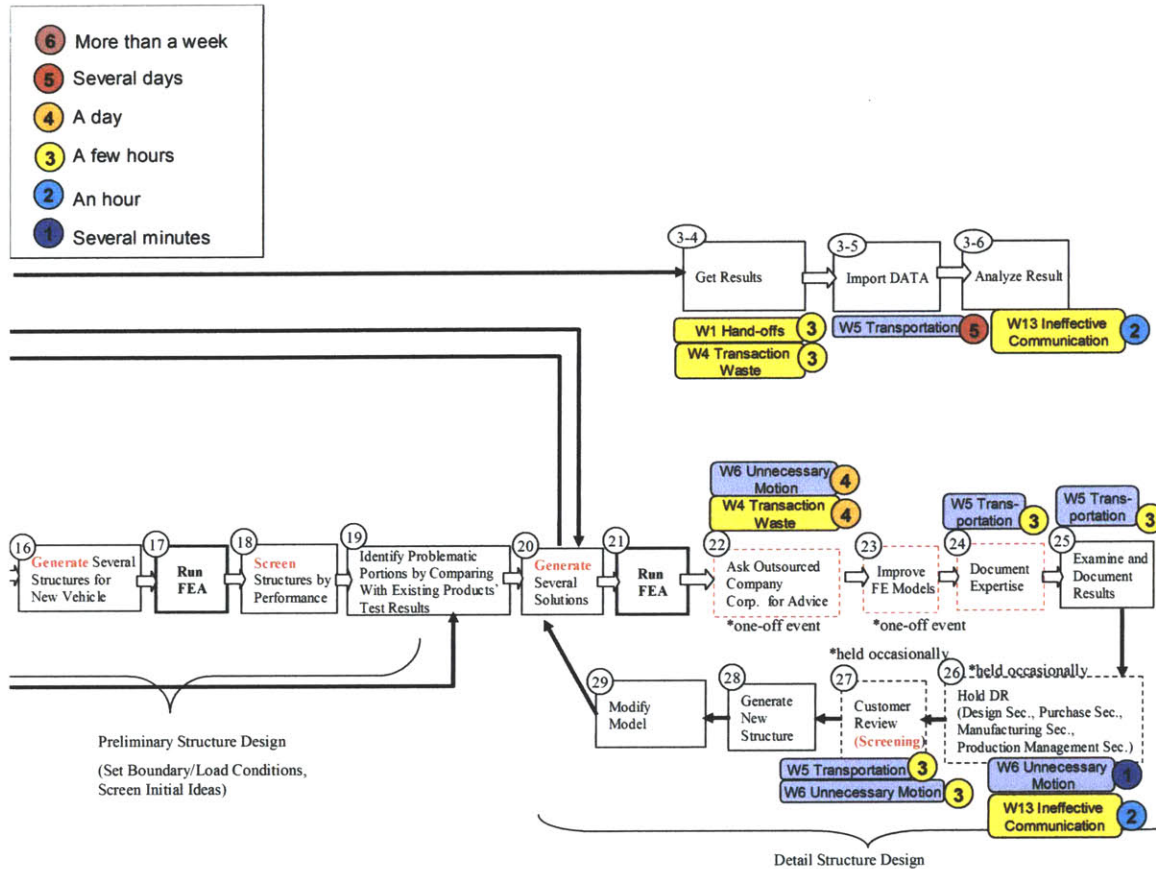 6 More than a week
5 Several days
4 A day
3 A few hours
2 An hour
1 Several minutes
3-4
Get Results
3-5
Import DATA
3-6
Analyze Result
W1 Hand-offs 3
W4 Transaction
Waste 3
W5 Transportation 5
W13 Ineffective
Communication 2
W6 Unnecessary
Motion 4
W4 Transaction
Waste 4
W5 Trans-
portation 3
W5 Trans-
portation 3
16
Generate Several
Structures for
New Vehicle
17
Run
FEA
18
Screen
Structures by
Performance
19
Identify Problematic
Portions by Comparing
With Existing Products'
Test Results
20
Generate
Several
Solutions
21
Run
FEA
22
Ask Outsourced
Company
Corp. for Advice
*one-off event
23
Improve
FE Models
*one-off event
24
Document
Expertise
25
Examine and
Document
Results
29
Modify
Model
28
Generate
New
Structure
*held occasionally
27
Customer
Review
(Screening)
26
*held occasionally
Hold DR
(Design Sec., Purchase Sec.,
Manufacturing Sec.,
Production Management Sec.)
W5 Transportation 3
W6 Unnecessary Motion 3
W6 Unnecessary
Motion 1
W13 Ineffective
Communication 2
Preliminary Structure Design
(Set Boundary/Load Conditions,
Screen Initial Ideas)
Detail Structure Design